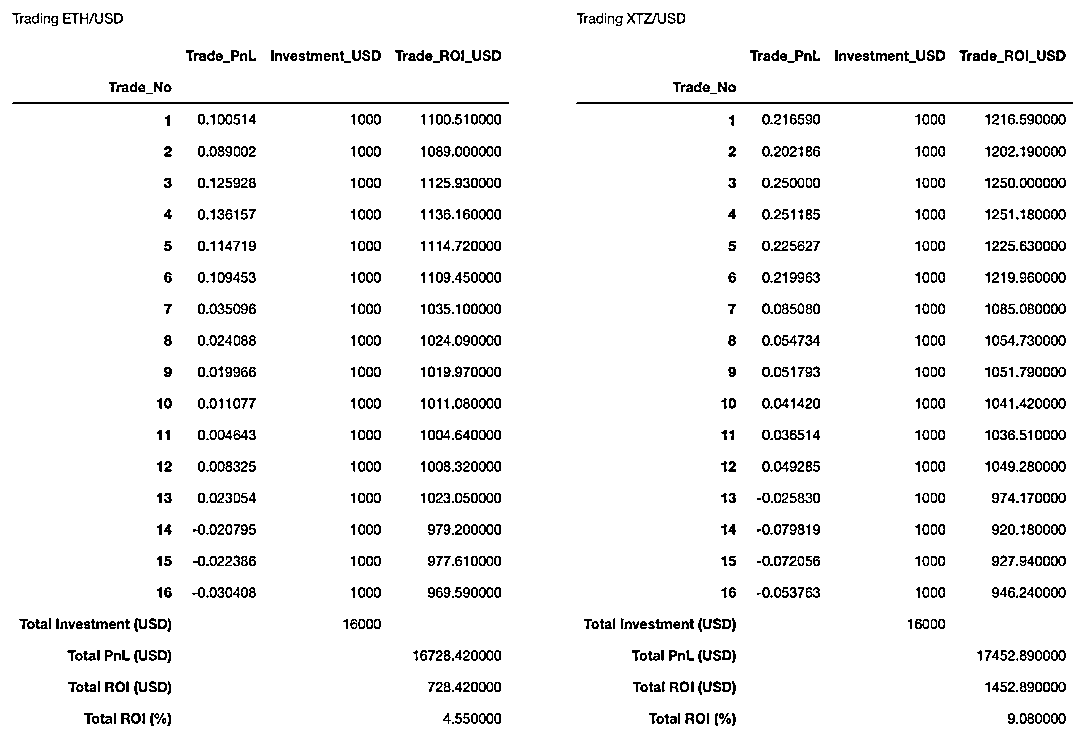 Trading ETH/USD
Trade_PnL Investment_USD Trade_ROI_USD
Trade_No
1 0.100514 1000 1100.510000
2 0.089002 1000 1089.000000
3 0.125928 1000 1125.930000
4 0.136157 1000 1136.160000
5 0.114719 1000 1114.720000
6 0.109453 1000 1109.450000
7 0.035096 1000 1035.100000
8 0.024088 1000 1024.090000
9 0.019966 1000 1019.970000
10 0.011077 1000 1011.080000
11 0.004643 1000 1004.640000
12 0.008325 1000 1008.320000
13 0.023054 1000 1023.050000
14 -0.020795 1000 979.200000
15 -0.022386 1000 977.610000
16 -0.030408 1000 969.590000
Total Investment (USD) 16000
Total PnL (USD) 16728.420000
Total ROI (USD) 728.420000
Total ROI (%) 4.550000
Trading XTZ/USD
Trade_PnL Investment_USD Trade_ROI_USD
Trade_No
1 0.216590 1000 1216.590000
2 0.202186 1000 1202.190000
3 0.250000 1000 1250.000000
4 0.251185 1000 1251.180000
5 0.225627 1000 1225.630000
6 0.219963 1000 1219.960000
7 0.085080 1000 1085.080000
8 0.054734 1000 1054.730000
9 0.051793 1000 1051.790000
10 0.041420 1000 1041.420000
11 0.036514 1000 1036.510000
12 0.049285 1000 1049.280000
13 -0.025830 1000 974.170000
14 -0.079819 1000 920.180000
15 -0.072056 1000 927.940000
16 -0.053763 1000 946.240000
Total Investment (USD) 16000
Total PnL (USD) 17452.890000
Total ROI (USD) 1452.890000
Total ROI (%) 9.080000